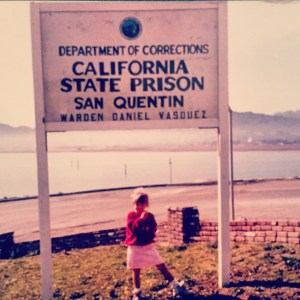 DEPARTMENT OF CORRECTIONS
CALIFORNIA
STATE PRISON
SAN QUENTIN
WARDEN DANIEL VASQUEZ